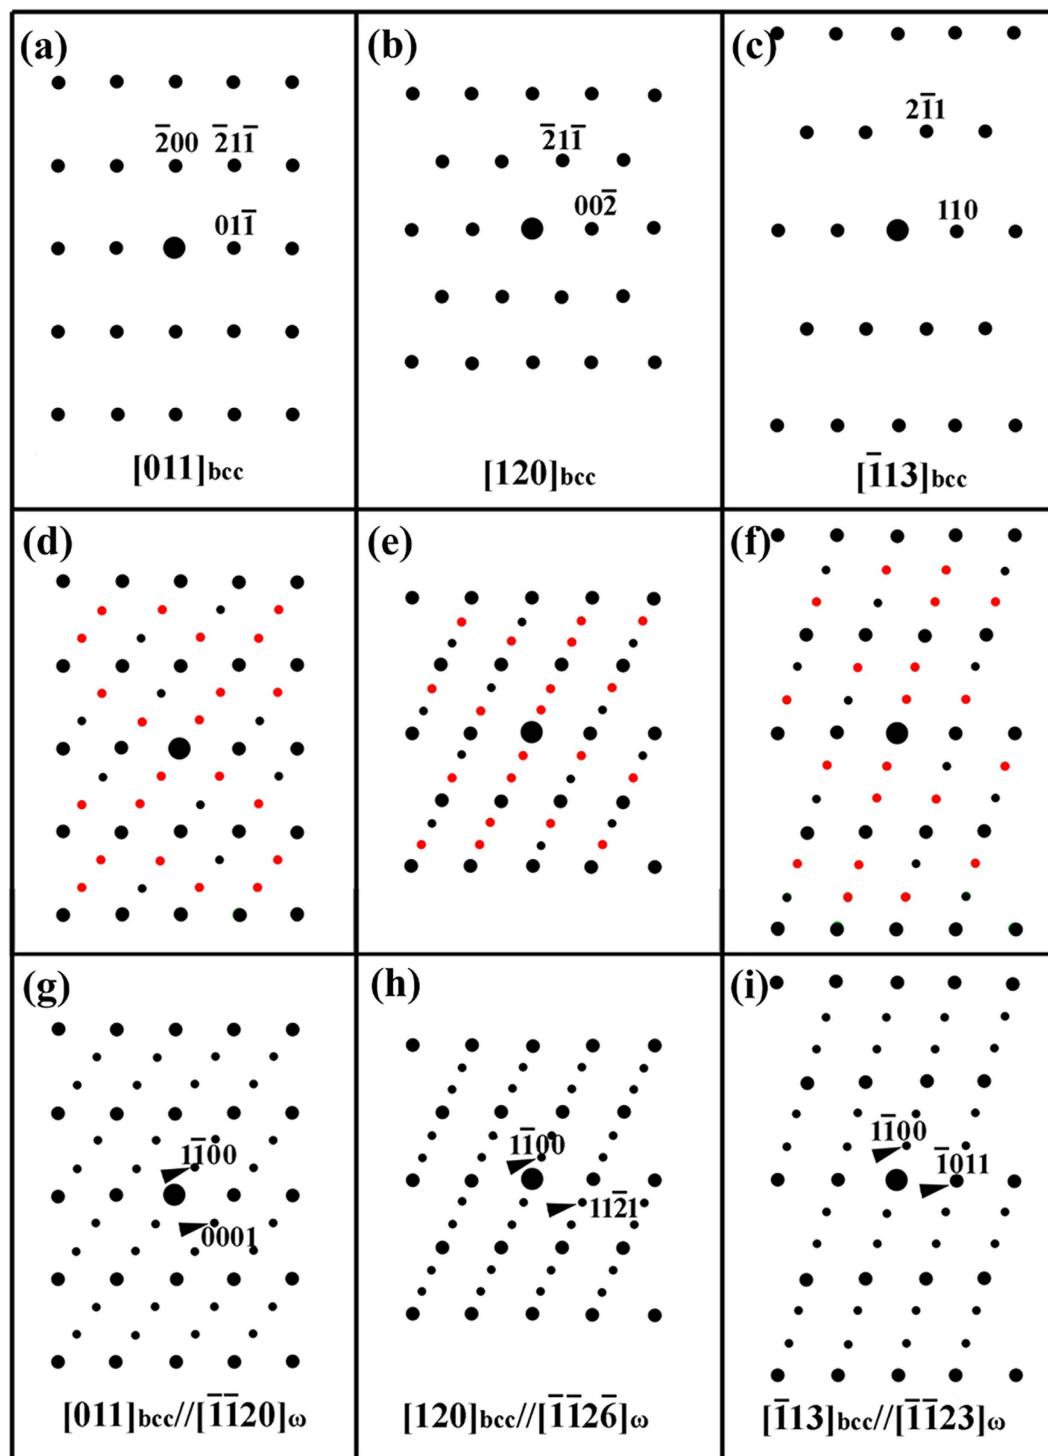 (a)
2̅00 2̅11̅
011̅
[011]bcc
(b)
2̅11̅
002̅
[120]bcc
(c)
21̅1
110
[1̅13]bcc
(d)
(e)
(f)
(g)
11̅00
0001
[011]bcc//[1̅1̅20]ω
(h)
11̅00
112̅1
[120]bcc//[1̅1̅26̅]ω
(i)
11̅00
1̅011
[1̅13]bcc//[1̅1̅23]ω